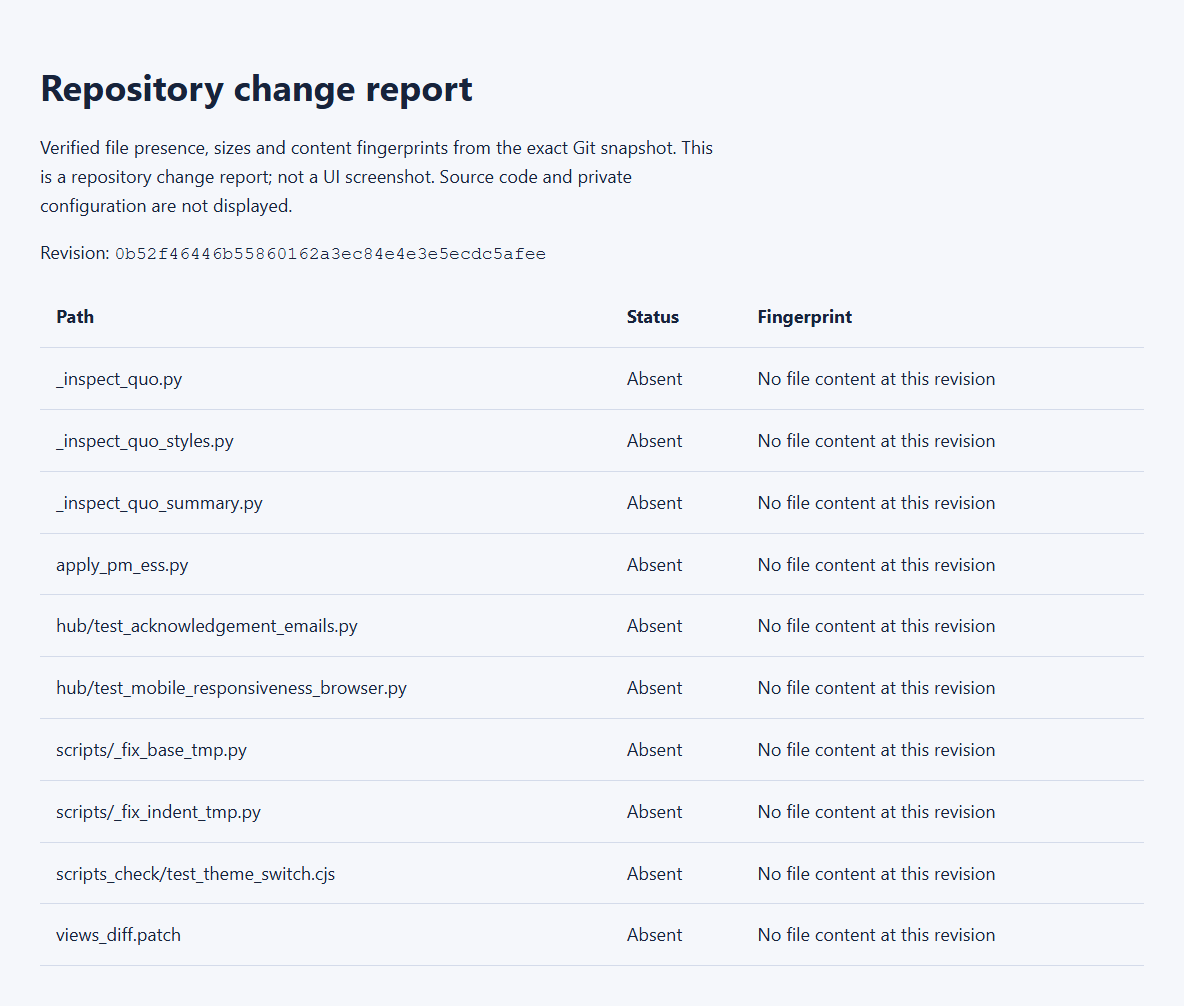 Repository change report
Verified file presence, sizes and content fingerprints from the exact Git snapshot. This
is a repository change report; not a UI screenshot. Source code and private
configuration are not displayed.
Revision: 0b52f46446b55860162a3ec84e4e3e5ecdc5afee
Path Status Fingerprint
_inspect_quo.py Absent No file content at this revision
_inspect_quo_styles.py Absent No file content at this revision
_inspect_quo_summary.py Absent No file content at this revision
apply_pm_ess.py Absent No file content at this revision
hub/test_acknowledgement_emails.py Absent No file content at this revision
hub/test_mobile_responsiveness_browser.py Absent No file content at this revision
scripts/_fix_base_tmp.py Absent No file content at this revision
scripts/_fix_indent_tmp.py Absent No file content at this revision
scripts_check/test_theme_switch.cjs Absent No file content at this revision
views_diff.patch Absent No file content at this revision